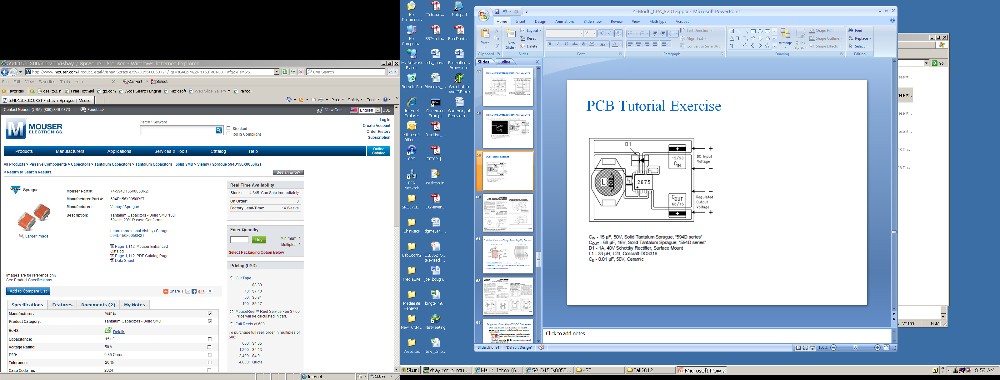 594D156X0050R2T Vishay / Sprague | Mouser - Windows Internet Explorer
http://www.mouser.com/ProductDetail/Vishay-Sprague/594D156X0050R2T/?qs=sGAEpiMZZMsX5uKaQNUXiTafg2VPzMw6
Live Search
File Edit View Favorites Tools Help
x Convert Select
Favorites desktop.ini Free Hotmail go.com Lycos Search Engine Microsoft Web Slice Gallery Yahoo!
594D156X0050R2T Vishay / Sprague | Mouser
Page Safety Tools
Contact Mouser (USA) (800) 346-6873 | Feedback
View Cart | English USD
MOUSER
ELECTRONICS.
Part # / Keyword
Stocked
RoHS Compliant
Log In
Create Account
Order History
Subscription
Products Manufacturers Applications Services & Tools Catalog Help
Online
Catalog
All Products > Passive Components > Capacitors > Tantalum Capacitors > Tantalum Capacitors - Solid SMD > Vishay / Sprague 594D156X0050R2T
< Return to Search Results
See an Error?
VISHAY. Sprague
Larger Image
Mouser Part #: 74-594D156X0050R2T
Manufacturer Part #: 594D156X0050R2T
Manufacturer: Vishay / Sprague
Description: Tantalum Capacitors - Solid SMD 15uF
50volts 20% R case Conformal
Learn more about Vishay / Sprague
594D156X0050R2T
Page 1,112, Mouser Enhanced
Catalog
Page 1,112, PDF Catalog Page
Data Sheet
Images are for reference only
See Product Specifications
Add to Compare List
Share | +1 0
Real Time Availability
Stock: 4,345 Can Ship Immediately
On Order: 0
Factory Lead-Time: 14 Weeks
Enter Quantity:
Buy
Minimum: 1
Multiples: 1
Select Packaging Option Below
Pricing (USD)
Cut Tape
1: $8.39
10: $7.10
50: $5.81
100: $5.17
MouseReel™ Reel Service Fee $7.00
Price will be calculated in cart.
Full Reels of 600
To purchase full reel, order in multiples of
600:
600: $4.65
1,200: $4.13
2,400: $4.01
4,800: Quote
Specifications Features Documents (2) My Notes
Manufacturer: Vishay
Product Category: Tantalum Capacitors - Solid SMD
RoHS: RoHS Details
Capacitance: 15 uF
Voltage Rating: 50 V
ESR: 0.35 Ohms
Tolerance: 20 %
Case Code - in: 2824
Internet 100%
My
Documents
264cours...
Notepad
My
Compute...
337verilo...
PresDanie...
My Network
Places
ada_foun...
Promotion
Brown.doc
Recycle Bin
Biweekly_...
Shortcut to
AsmIDE.exe
Internet
Explorer
Command
Prompt
Summary of
Research ...
Microsoft
Office ...
Cracking_...
CPS
CTT021[...
ECN
Network
desktop.ini
$RECYCL...
DGMeyer...
ChinRecs
dgmeyer_...
LabCoord2
ECE362_S...
(Revised)....
MediaSite
joe_bough...
Mediasite
Renewal
longtermt...
New_CNH...
NetMeeting
Websites
New_Cmp...
4-Mod6_CPA_F2013.pptx - Microsoft PowerPoint
Home Insert Design Animations Slide Show Review View MathType Acrobat
Paste
Clipboard
New
Slide
Layout
Reset
Delete
Slides
36
Font
Text Direction
Align Text
Convert to SmartArt
Paragraph
Arrange
Quick
Styles
Shape Fill
Shape Outline
Shape Effects
Drawing
Find
Replace
Select
Editing
Slides Outline
57
Step-Down Switching Converter: LM 2675
58
Step-Down Switching Converter: LM 2675
59
PCB Tutorial Exercise
60
MAXIM
61
Switched Capacitor Charge Pump Step-Up Converter
62
MAXIM
63
Important Notes About DC-DC Converters
PCB Tutorial Exercise
D1
15/50
CIN
DC Input
Voltage
+
−
L
CB
2675
COUT
68/16
Regulated
Output
Voltage
−
+
CIN - 15 µF, 50V, Solid Tantalum Sprague, “594D series”
COUT - 68 µF, 16V, Solid Tantalum Sprague, “594D series”
D1 - 1A, 40V Schottky Rectifier, Surface Mount
L1 - 33 µH, L23, Coilcraft DO3316
CB - 0.01 µF, 50V, Ceramic
Click to add notes
Slide 59 of 84 "Default Design" 100%
Go
resent...
resent...
resent...
resent...
03 Do...
03 Do...
VT100 NUM
Start shay.ecn.purdu... Mail :: Inbox (6... 594D156X0050... 477 Fall2012 Microsoft Pow... 8:59 AM